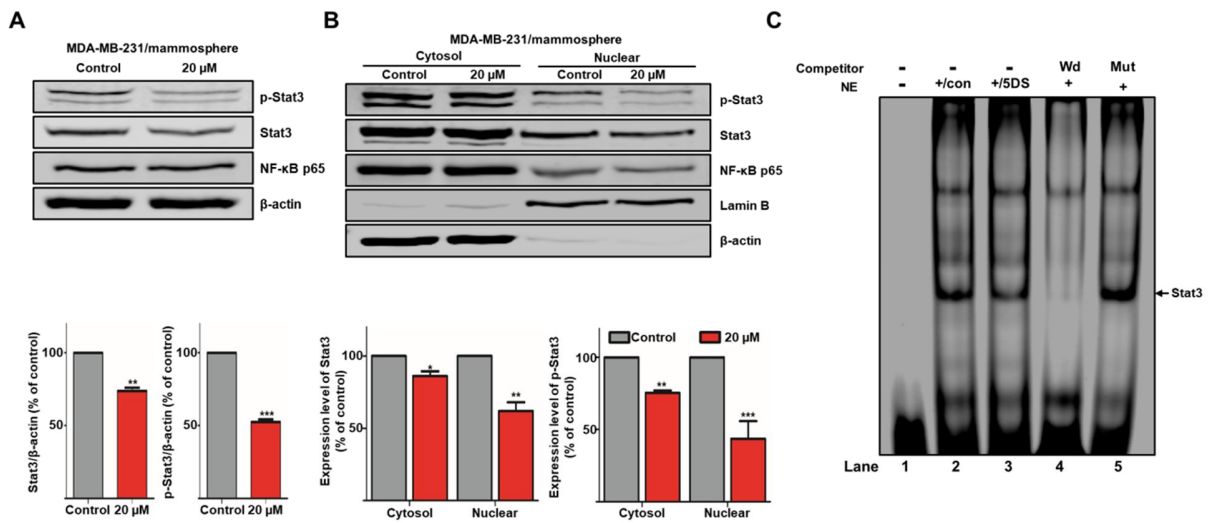 A
MDA-MB-231/mammosphere
Control 20 μM
p-Stat3
Stat3
NF-κB p65
β-actin
Stat3/β-actin (% of control)
100
50
**
Control 20 μM
p-Stat3/β-actin (% of control)
100
50
***
Control 20 μM
B
MDA-MB-231/mammosphere
Cytosol Nuclear
Control 20 μM Control 20 μM
p-Stat3
Stat3
NF-κB p65
Lamin B
β-actin
Expression level of Stat3
(% of control)
100
50
*
**
Cytosol Nuclear
Expression level of p-Stat3
(% of control)
Control 20 μM
100
50
**
***
Cytosol Nuclear
C
Competitor - - - Wd Mut
NE - +/con +/5DS + +
Stat3
Lane 1 2 3 4 5